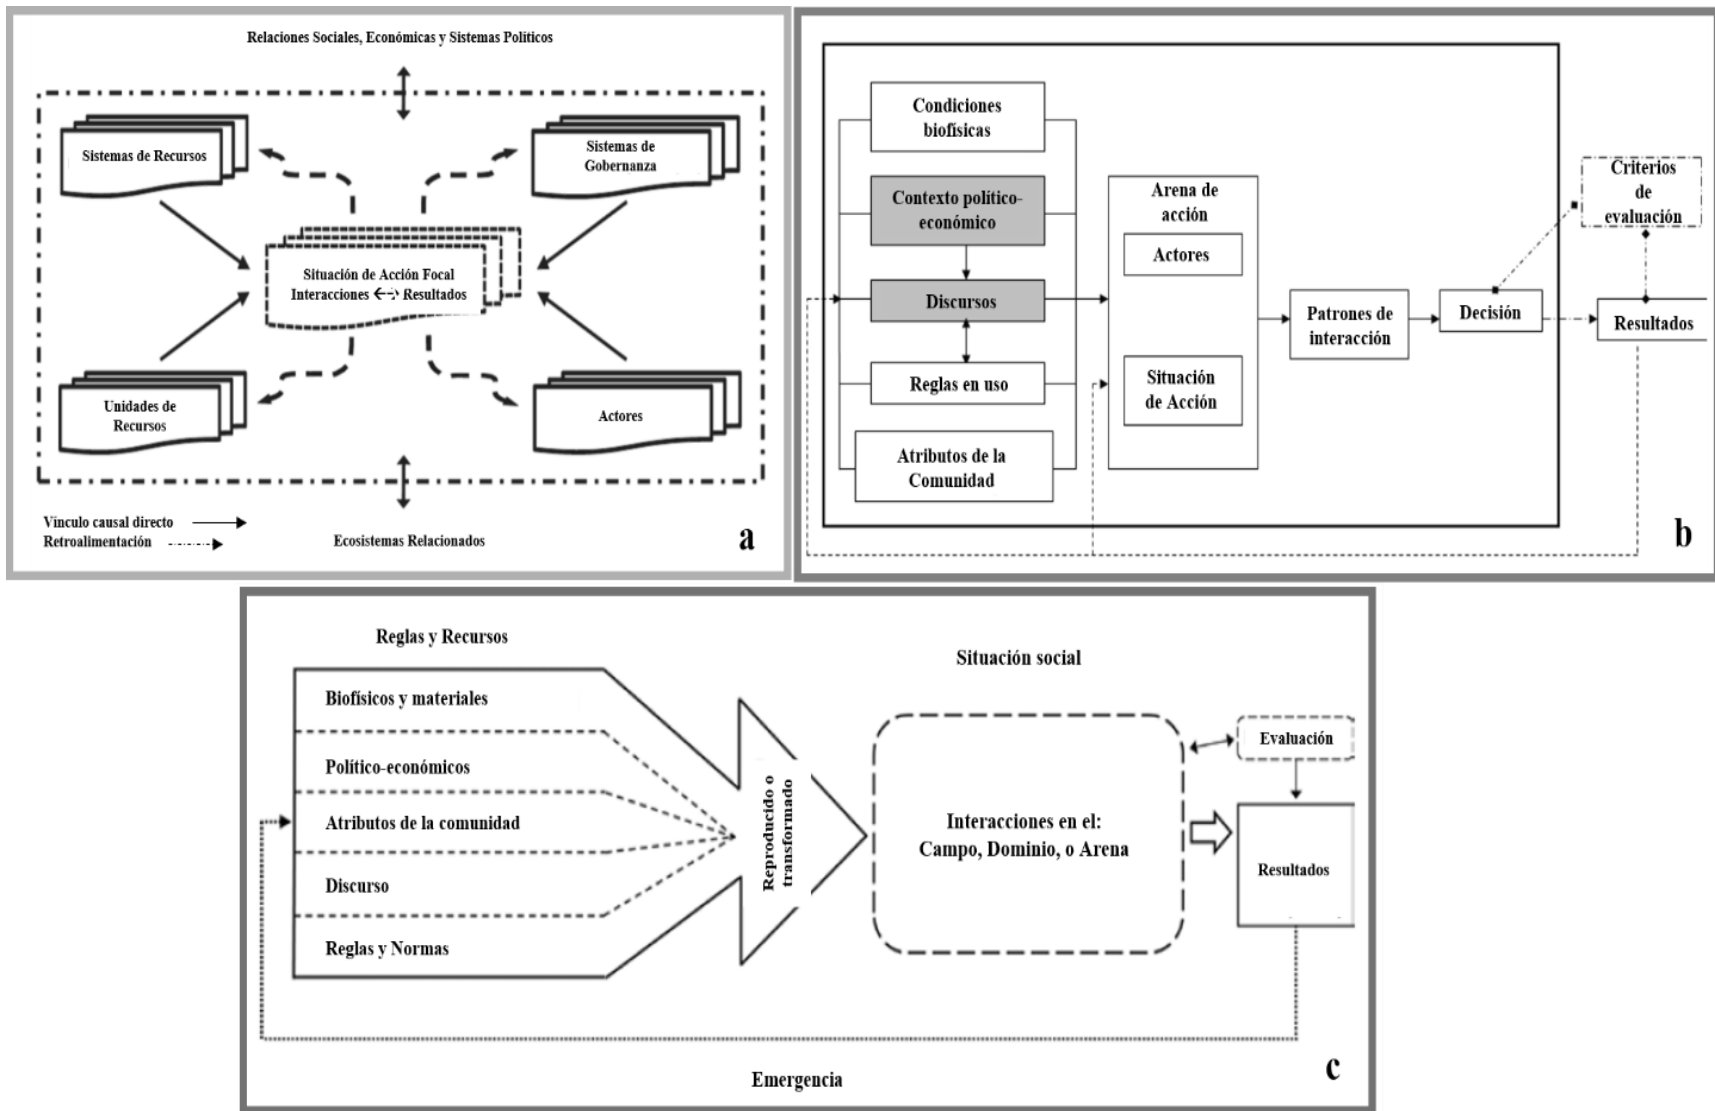 Relaciones Sociales, Económicas y Sistemas Políticos
Sistemas de Recursos
Sistemas de
Gobernanza
Situación de Acción Focal
Interacciones <--> Resultados
Unidades de
Recursos
Actores
Vínculo causal directo
Retroalimentación
Ecosistemas Relacionados
a
Condiciones
biofísicas
Contexto político-
económico
Discursos
Reglas en uso
Atributos de la
Comunidad
Arena de
acción
Actores
Situación
de Acción
Patrones de
interacción
Decisión
Criterios
de
evaluación
Resultados
b
Reglas y Recursos
Biofísicos y materiales
Político-económicos
Atributos de la comunidad
Discurso
Reglas y Normas
Reproducido o
transformado
Situación social
Interacciones en el:
Campo, Dominio, o Arena
Evaluación
Resultados
Emergencia
c